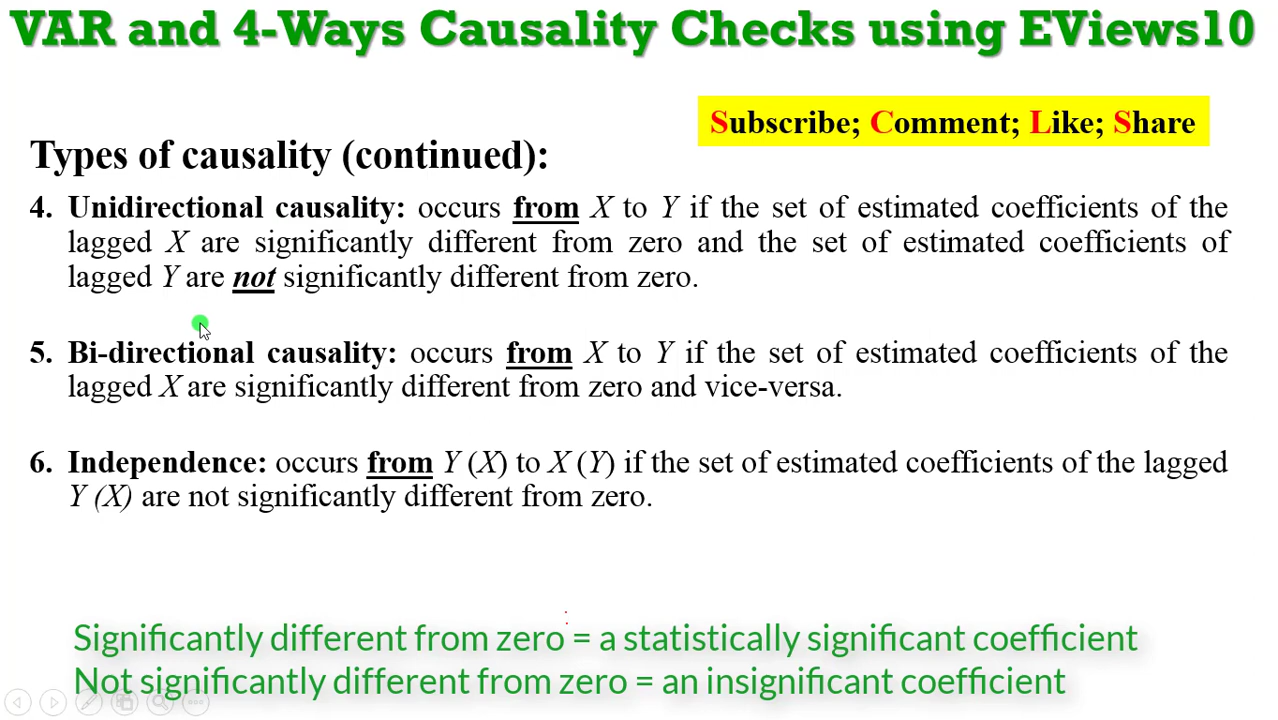 VAR and 4-Ways Causality Checks using EViews10
Subscribe; Comment; Like; Share
Types of causality (continued):
4. Unidirectional causality: occurs from X to Y if the set of estimated coefficients of the
lagged X are significantly different from zero and the set of estimated coefficients of
lagged Y are not significantly different from zero.
5. Bi-directional causality: occurs from X to Y if the set of estimated coefficients of the
lagged X are significantly different from zero and vice-versa.
6. Independence: occurs from Y (X) to X (Y) if the set of estimated coefficients of the lagged
Y (X) are not significantly different from zero.
Significantly different from zero = a statistically significant coefficient
Not significantly different from zero = an insignificant coefficient